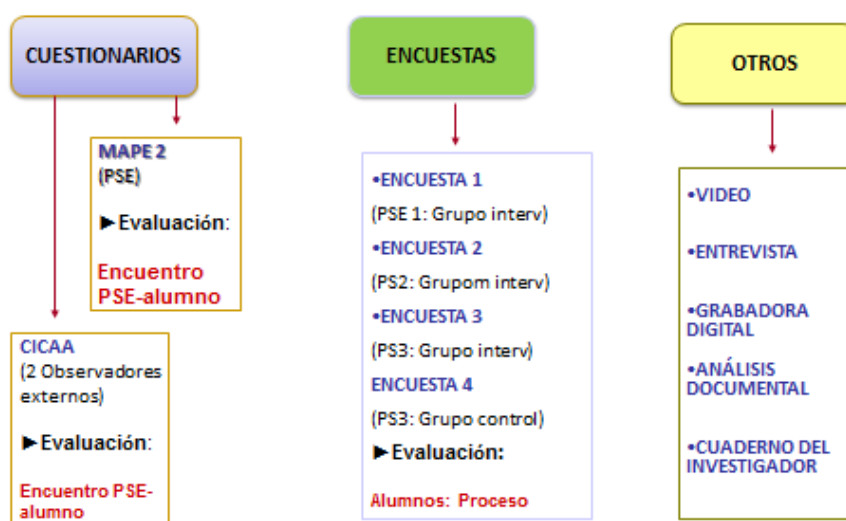 CUESTIONARIOS
MAPE 2
(PSE)
►Evaluación:
Encuentro
PSE-alumno
CICAA
(2 Observadores
externos)
►Evaluación:
Encuentro PSE-
alumno
ENCUESTAS
•ENCUESTA 1
(PSE 1: Grupo interv)
•ENCUESTA 2
(PS2: Grupom interv)
•ENCUESTA 3
(PS3: Grupo interv)
ENCUESTA 4
(PS3: Grupo control)
►Evaluación:
Alumnos: Proceso
OTROS
•VIDEO
•ENTREVISTA
•GRABADORA
DIGITAL
•ANÁLISIS
DOCUMENTAL
•CUADERNO DEL
INVESTIGADOR